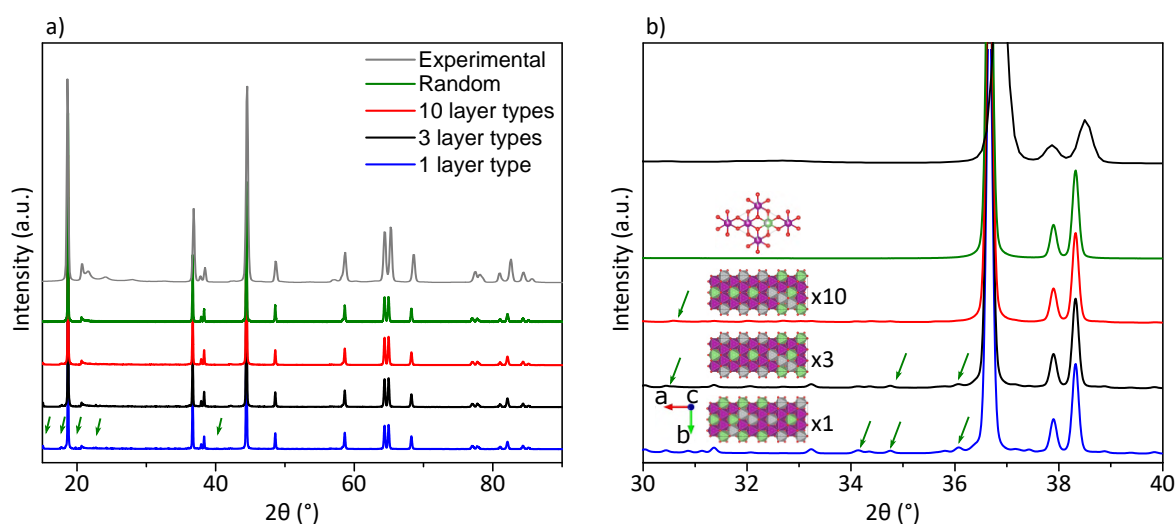 a)
Experimental
Random
10 layer types
3 layer types
1 layer type
Intensity (a.u.)
20 40 60 80
2θ (°)
b)
x10
x3
x1
a c
b
Intensity (a.u.)
30 32 34 36 38 40
2θ (°)